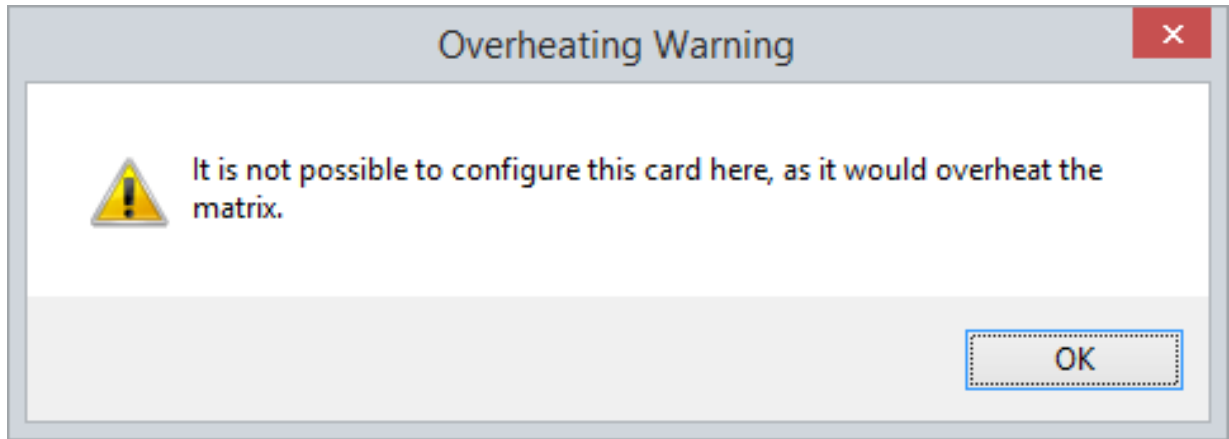 Overheating Warning
It is not possible to configure this card here, as it would overheat the
matrix.
OK